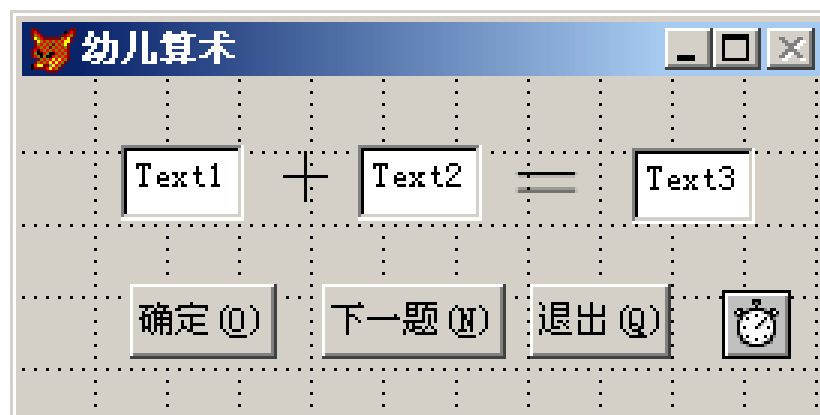 幼儿算术
Text1 + Text2 = Text3
确定(O) 下一题(N) 退出(Q)